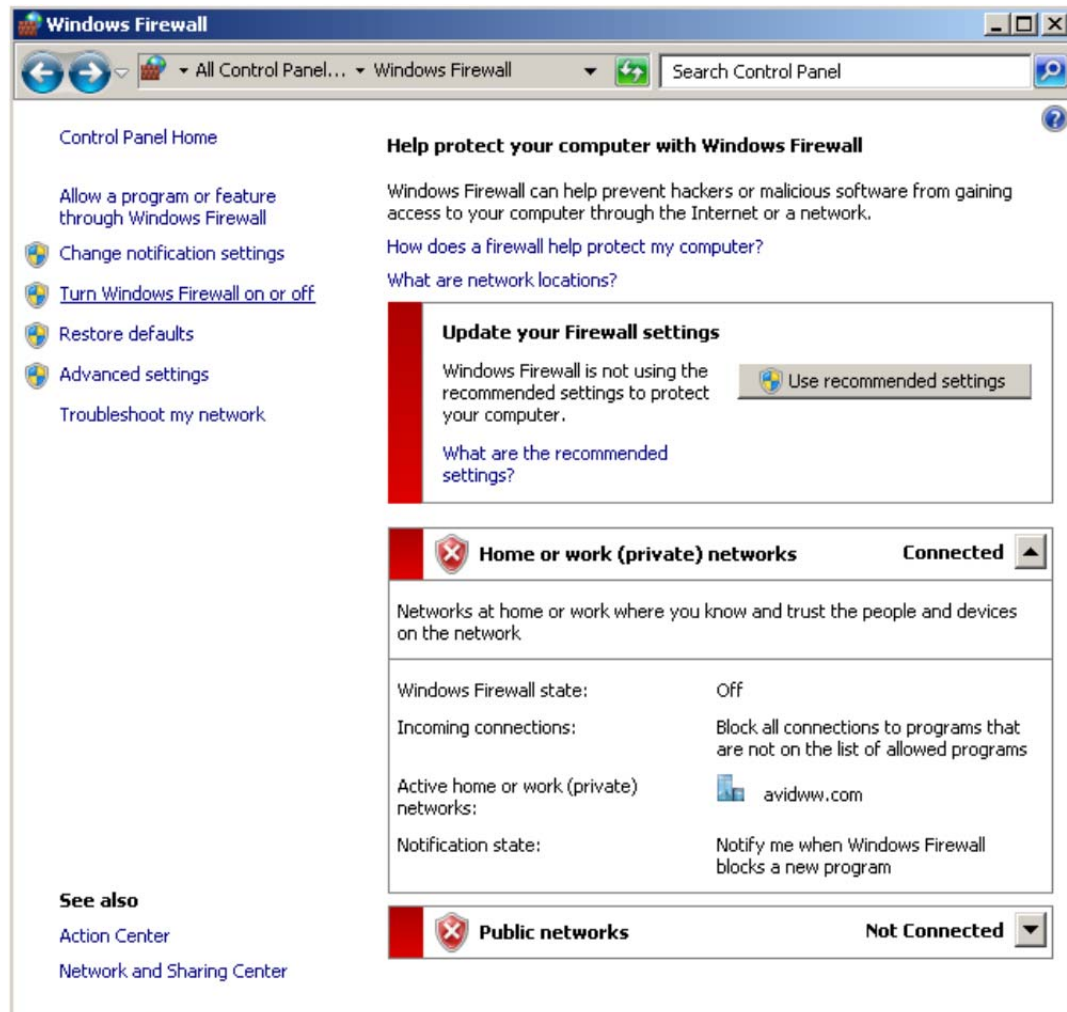 Windows Firewall
All Control Panel... Windows Firewall
Search Control Panel
Control Panel Home
Allow a program or feature
through Windows Firewall
Change notification settings
Turn Windows Firewall on or off
Restore defaults
Advanced settings
Troubleshoot my network
See also
Action Center
Network and Sharing Center
Help protect your computer with Windows Firewall
Windows Firewall can help prevent hackers or malicious software from gaining
access to your computer through the Internet or a network.
How does a firewall help protect my computer?
What are network locations?
Update your Firewall settings
Windows Firewall is not using the
recommended settings to protect
your computer.
Use recommended settings
What are the recommended
settings?
Home or work (private) networks
Connected
Networks at home or work where you know and trust the people and devices
on the network
Windows Firewall state:
Off
Incoming connections:
Block all connections to programs that
are not on the list of allowed programs
Active home or work (private)
networks:
avidww.com
Notification state:
Notify me when Windows Firewall
blocks a new program
Public networks
Not Connected